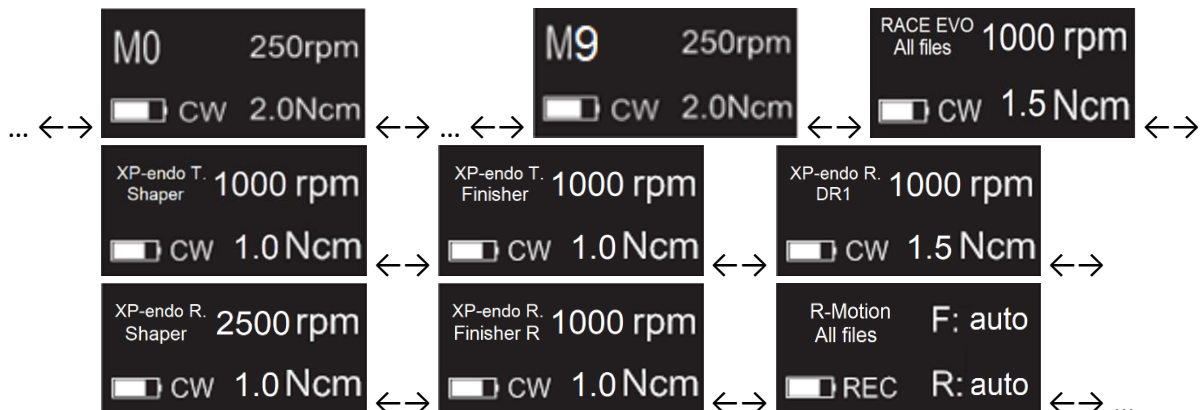 M0 250rpm
CW 2.0Ncm
... ←→ ... ←→
M9 250rpm
CW 2.0Ncm
←→
RACE EVO
All files 1000 rpm
CW 1.5 Ncm
←→
XP-endo T.
Shaper 1000 rpm
CW 1.0 Ncm
←→
XP-endo T.
Finisher 1000 rpm
CW 1.0 Ncm
←→
XP-endo R.
DR1 1000 rpm
CW 1.5 Ncm
←→
XP-endo R.
Shaper 2500 rpm
CW 1.0 Ncm
←→
XP-endo R.
Finisher R 1000 rpm
CW 1.0 Ncm
←→
R-Motion
All files F: auto
REC R: auto
←→ ...